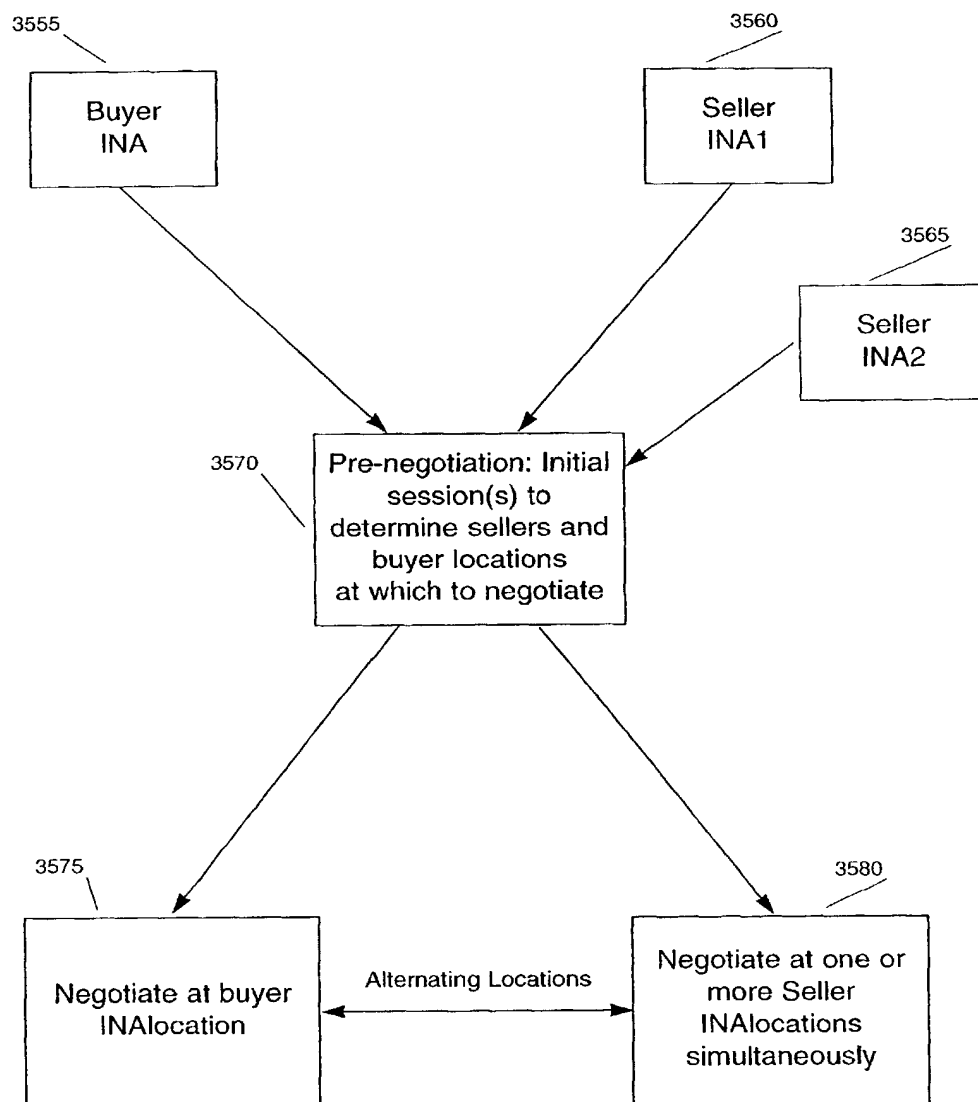 3555
3560
Buyer
INA
Seller
INA1
3565
Seller
INA2
3570
Pre-negotiation: Initial
session(s) to
determine sellers and
buyer locations
at which to negotiate
3575
3580
Negotiate at buyer
INAlocation
Alternating Locations
Negotiate at one or
more Seller
INAlocations
simultaneously